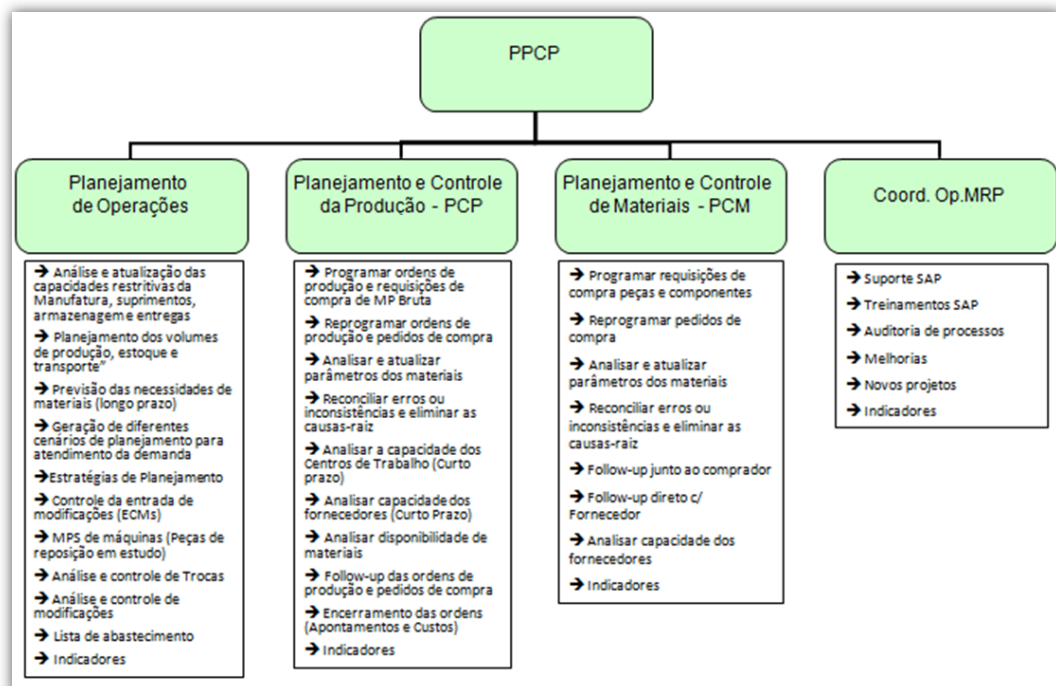 PPCP
Planejamento
de Operações
➔ Análise e atualização das
capacidades restritivas da
Manufatura, suprimentos,
armazenagem e entregas
➔ Planejamento dos volumes
de produção, estoque e
transporte”
➔ Previsão das necessidades de
materiais (longo prazo)
➔ Geração de diferentes
cenários de planejamento para
atendimento da demanda
➔Estratégias de Planejamento
➔ Controle da entrada de
modificações (ECMs)
➔ MPS de máquinas (Peças de
reposição em estudo)
➔ Análise e controle de Trocas
➔ Análise e controle de
modificações
➔ Lista de abastecimento
➔ Indicadores
Planejamento e Controle
da Produção - PCP
➔ Programar ordens de
produção e requisições de
compra de MP Bruta
➔ Reprogramar ordens de
produção e pedidos de compra
➔ Analisar e atualizar
parâmetros dos materiais
➔ Reconciliar erros ou
inconsistências e eliminar as
causas-raiz
➔ Analisar a capacidade dos
Centros de Trabalho (Curto
prazo)
➔ Analisar capacidade dos
fornecedores (Curto Prazo)
➔ Analisar disponibilidade de
materiais
➔ Follow-up das ordens de
produção e pedidos de compra
➔ Encerramento das ordens
(Apontamentos e Custos)
➔ Indicadores
Planejamento e Controle
de Materiais - PCM
➔ Programar requisições de
compra peças e componentes
➔ Reprogramar pedidos de
compra
➔ Analisar e atualizar
parâmetros dos materiais
➔ Reconciliar erros ou
inconsistências e eliminar as
causas-raiz
➔ Follow-up junto ao comprador
➔ Follow-up direto c/
Fornecedor
➔ Analisar capacidade dos
fornecedores
➔ Indicadores
Coord. Op.MRP
➔ Suporte SAP
➔ Treinamentos SAP
➔ Auditoria de processos
➔ Melhorias
➔ Novos projetos
➔ Indicadores